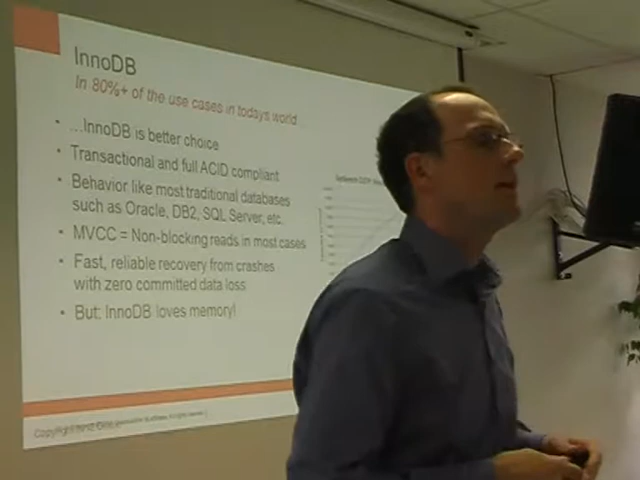 InnoDB
In 80%+ of the use cases in todays world
...InnoDB is better choice
Transactional and full ACID compliant
Behavior like most traditional databases
such as Oracle, DB2, SQL Server, etc.
MVCC = Non-blocking reads in most cases
Fast, reliable recovery from crashes
with zero committed data loss
But: InnoDB loves memory!